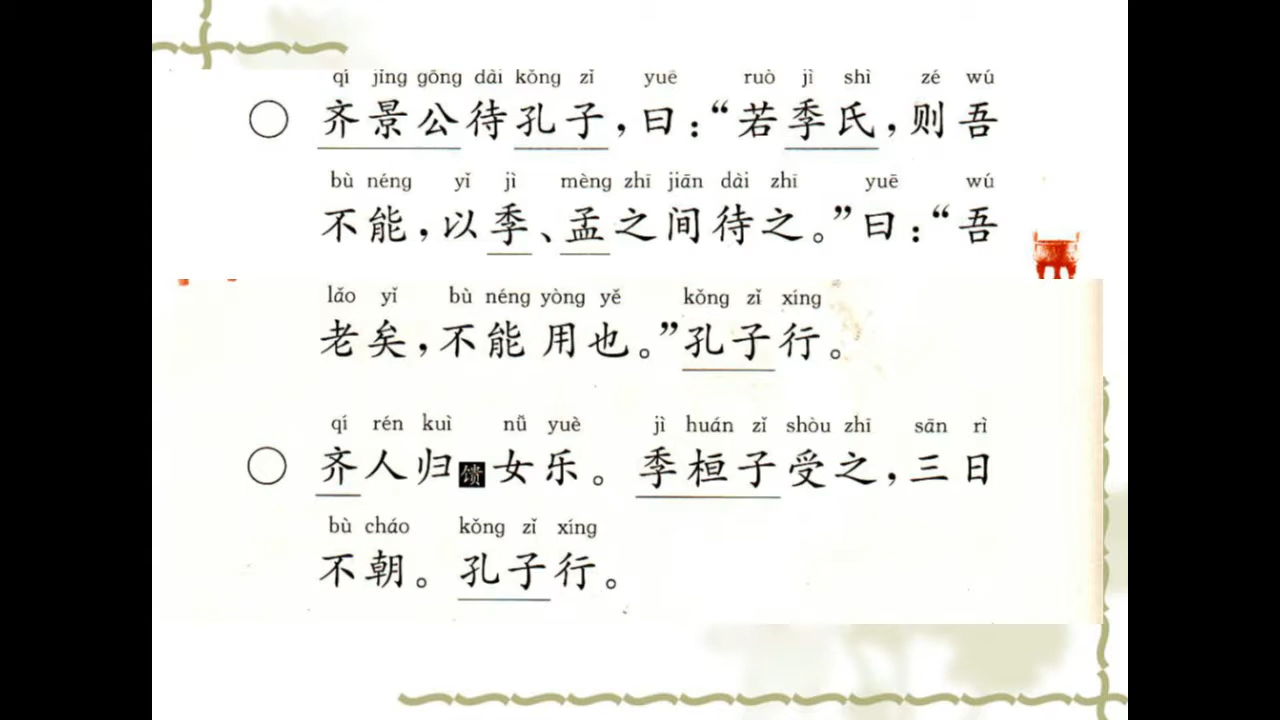 qí jǐng gōng dài kǒng zǐ yuē ruò jì shì zé wú
齐景公待孔子，曰：“若季氏，则吾
bù néng yǐ jì mèng zhī jiān dài zhī yuē wú
不能，以季、孟之间待之。”曰：“吾
lǎo yǐ bù néng yòng yě kǒng zǐ xíng
老矣，不能用也。”孔子行。
qí rén kuì nǚ yuè jì huán zǐ shòu zhī sān rì
齐人归馈女乐。季桓子受之，三日
bù cháo kǒng zǐ xíng
不朝。孔子行。